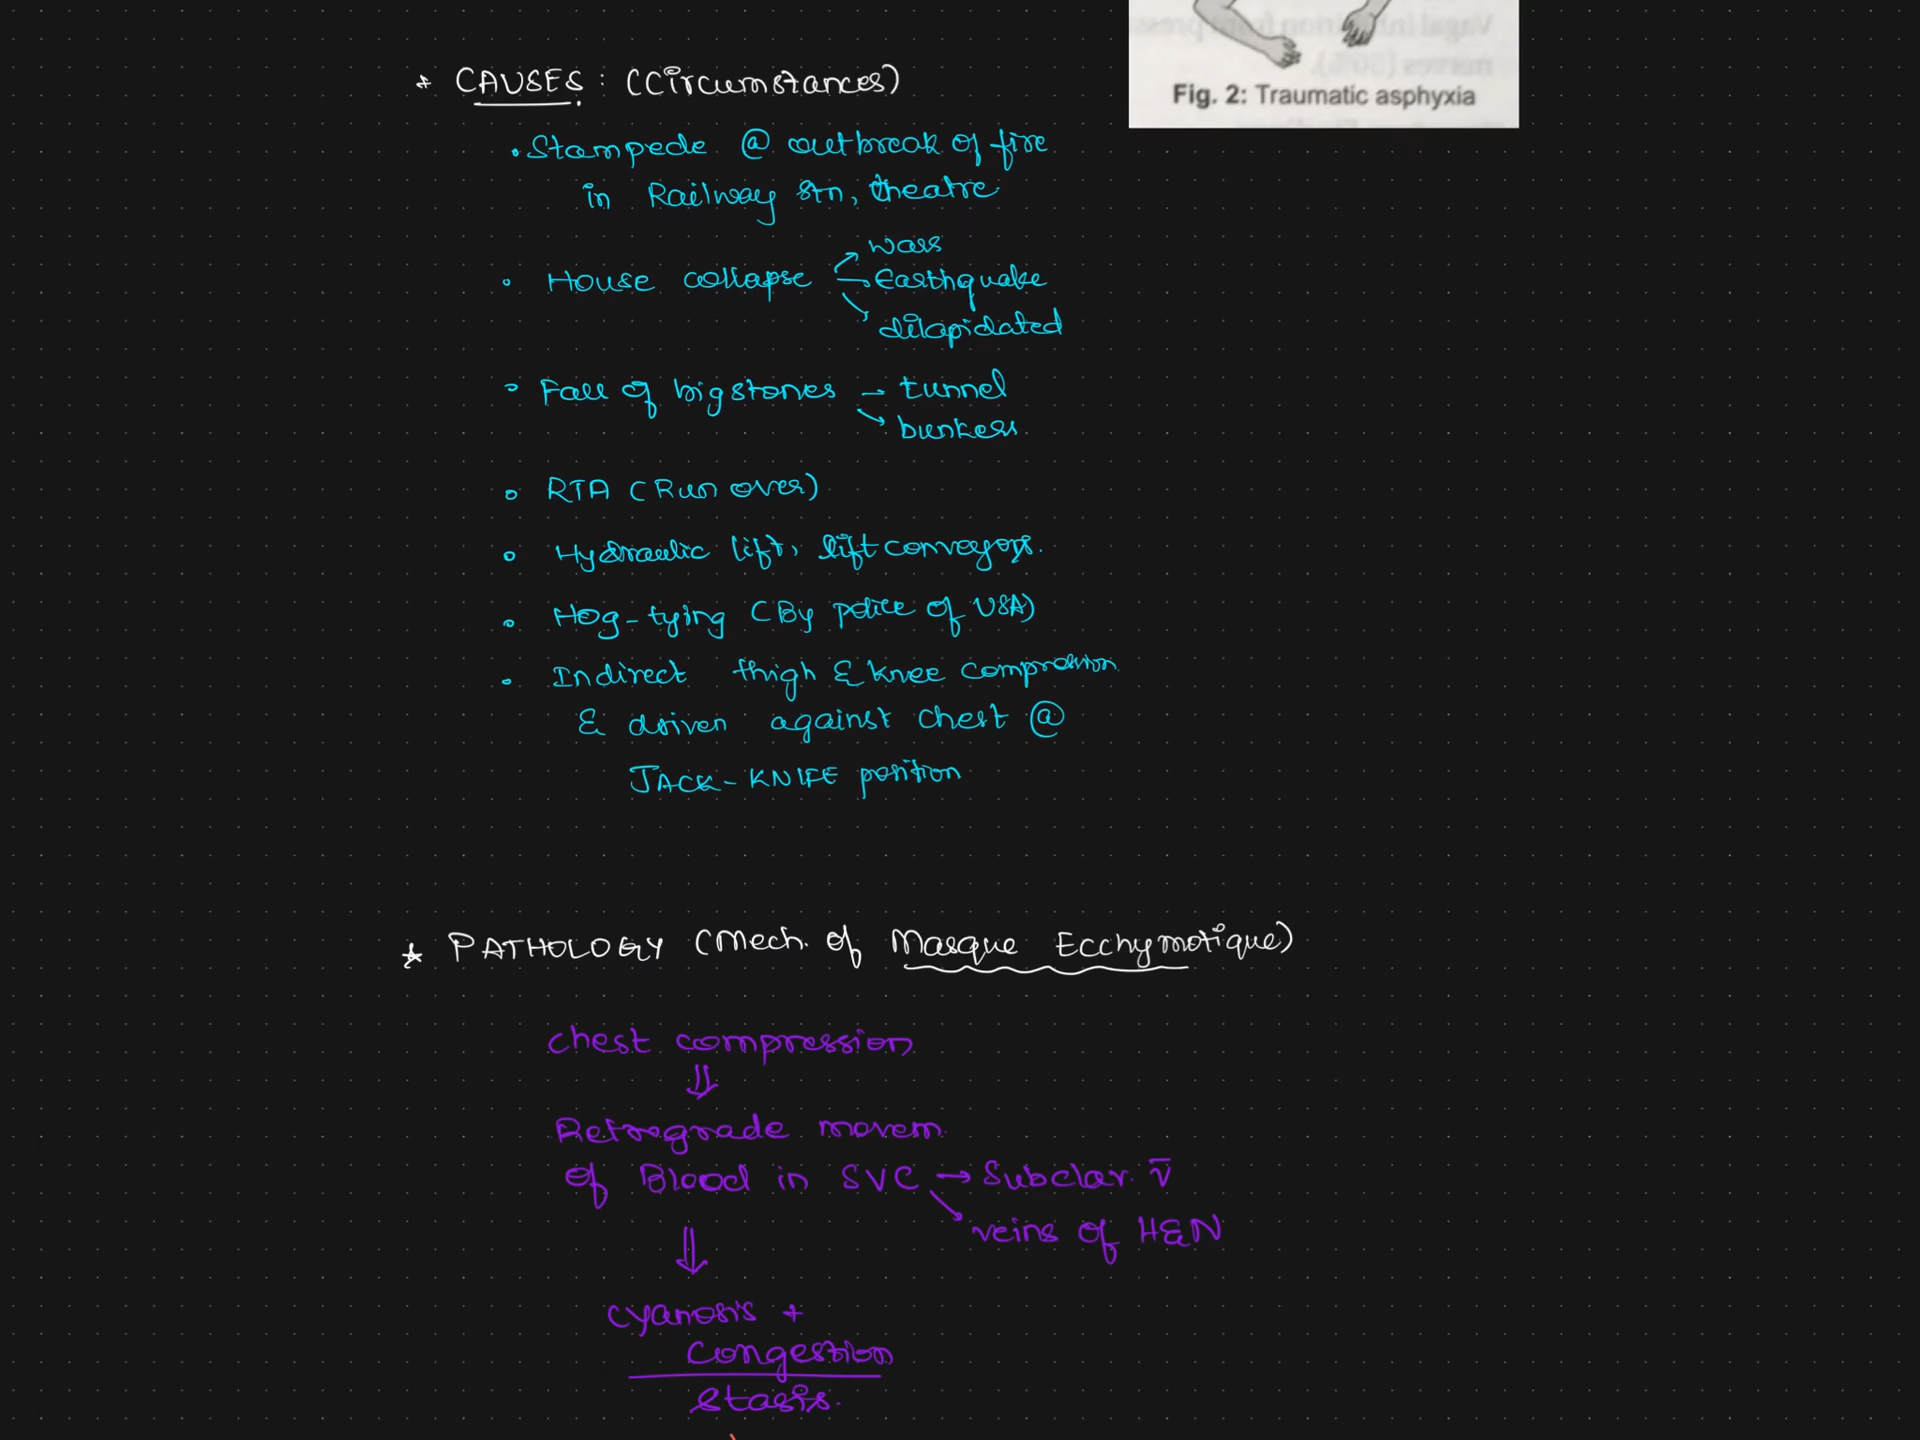 Fig. 2: Traumatic asphyxia
* CAUSES : (Circumstances)
• Stampede @ outbreak of fire
in Railway stn, theatre
wars
• House collapse → Earthquake
dilapidated
• Fall of big stones → tunnel
bunkers
• RTA (Run over)
• Hydraulic lift, lift conveyors.
• Hog-tying (By police of USA)
• Indirect thigh & knee compression
& driven against chest @
JACK-KNIFE position
* PATHOLOGY (Mech. of Masque Ecchymotique)
Chest compression
⇓
Retrograde movem
of Blood in SVC → Subclav. v
veins of H&N
⇓
Cyanosis +
Congestion
Stasis.